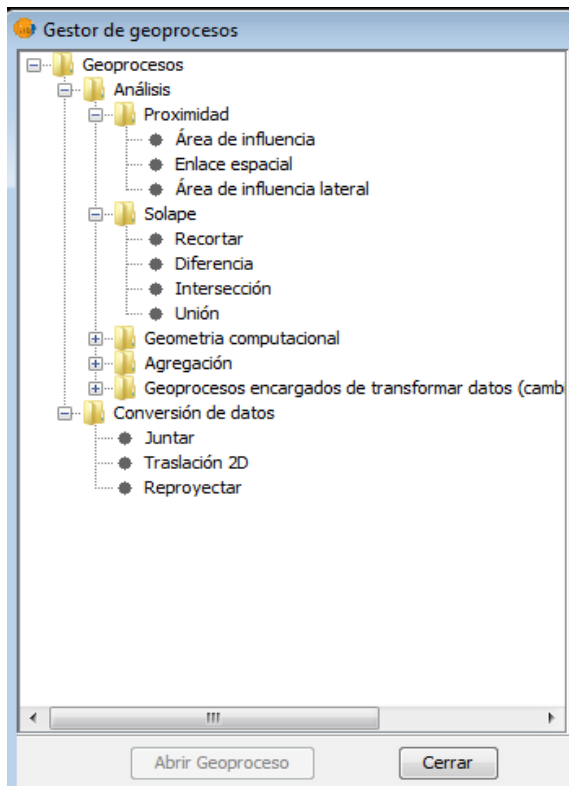 Gestor de geoprocesos
Geoprocesos
Análisis
Proximidad
Área de influencia
Enlace espacial
Área de influencia lateral
Solape
Recortar
Diferencia
Intersección
Unión
Geometria computacional
Agregación
Geoprocesos encargados de transformar datos (camb
Conversión de datos
Juntar
Traslación 2D
Reproyectar
Abrir Geoproceso Cerrar